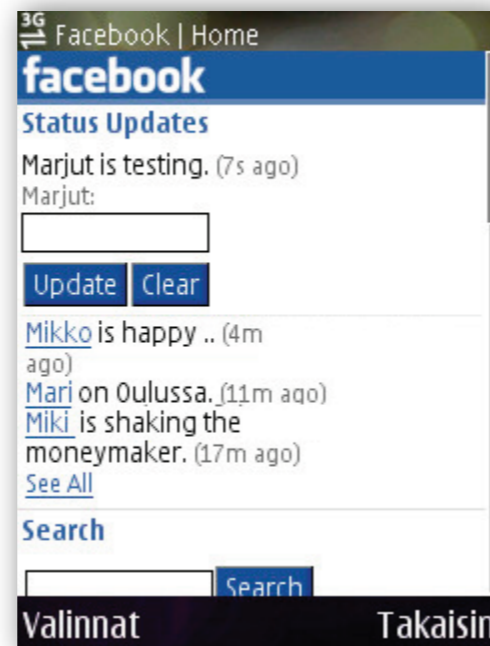 3G
Facebook | Home
facebook
Status Updates
Marjut is testing. (7s ago)
Marjut:
Update Clear
Mikko is happy .. (4m
ago)
Mari on Oulussa. (11m ago)
Miki is shaking the
moneymaker. (17m ago)
See All
Search
Search
Valinnat Takaisin